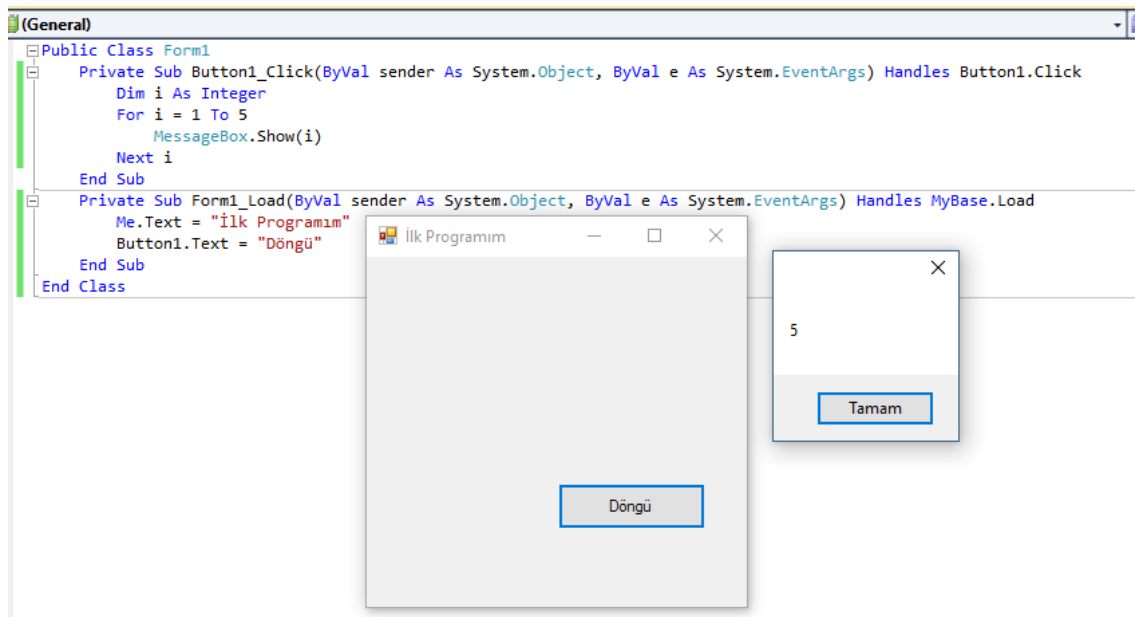 (General)
Public Class Form1
Private Sub Button1_Click(ByVal sender As System.Object, ByVal e As System.EventArgs) Handles Button1.Click
Dim i As Integer
For i = 1 To 5
MessageBox.Show(i)
Next i
End Sub
Private Sub Form1_Load(ByVal sender As System.Object, ByVal e As System.EventArgs) Handles MyBase.Load
Me.Text = "İlk Programım"
Button1.Text = "Döngü"
End Sub
End Class
İlk Programım
Döngü
5
Tamam